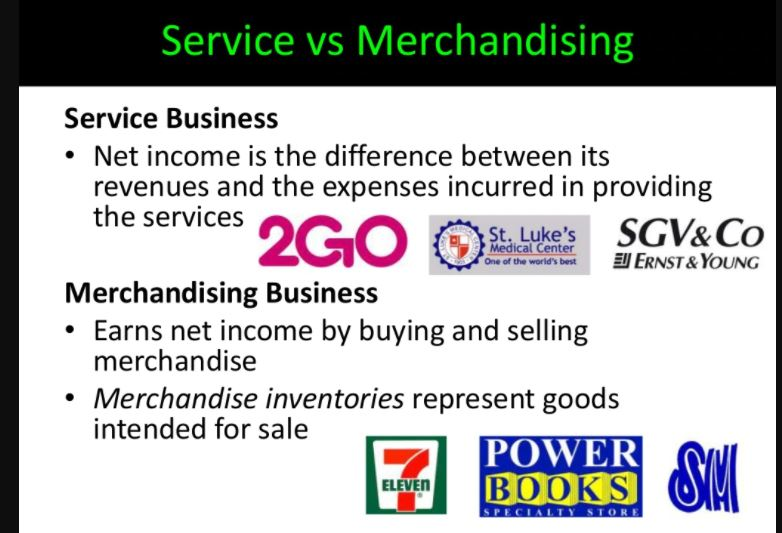 Service vs Merchandising
Service Business
• Net income is the difference between its
revenues and the expenses incurred in providing
the services
2GO
St. Luke's
Medical Center
One of the world's best
SGV & Co
ERNST & YOUNG
Merchandising Business
• Earns net income by buying and selling
merchandise
• Merchandise inventories represent goods
intended for sale
7
ELEVEN
POWER
BOOKS
SPECIALTY STORE
SM